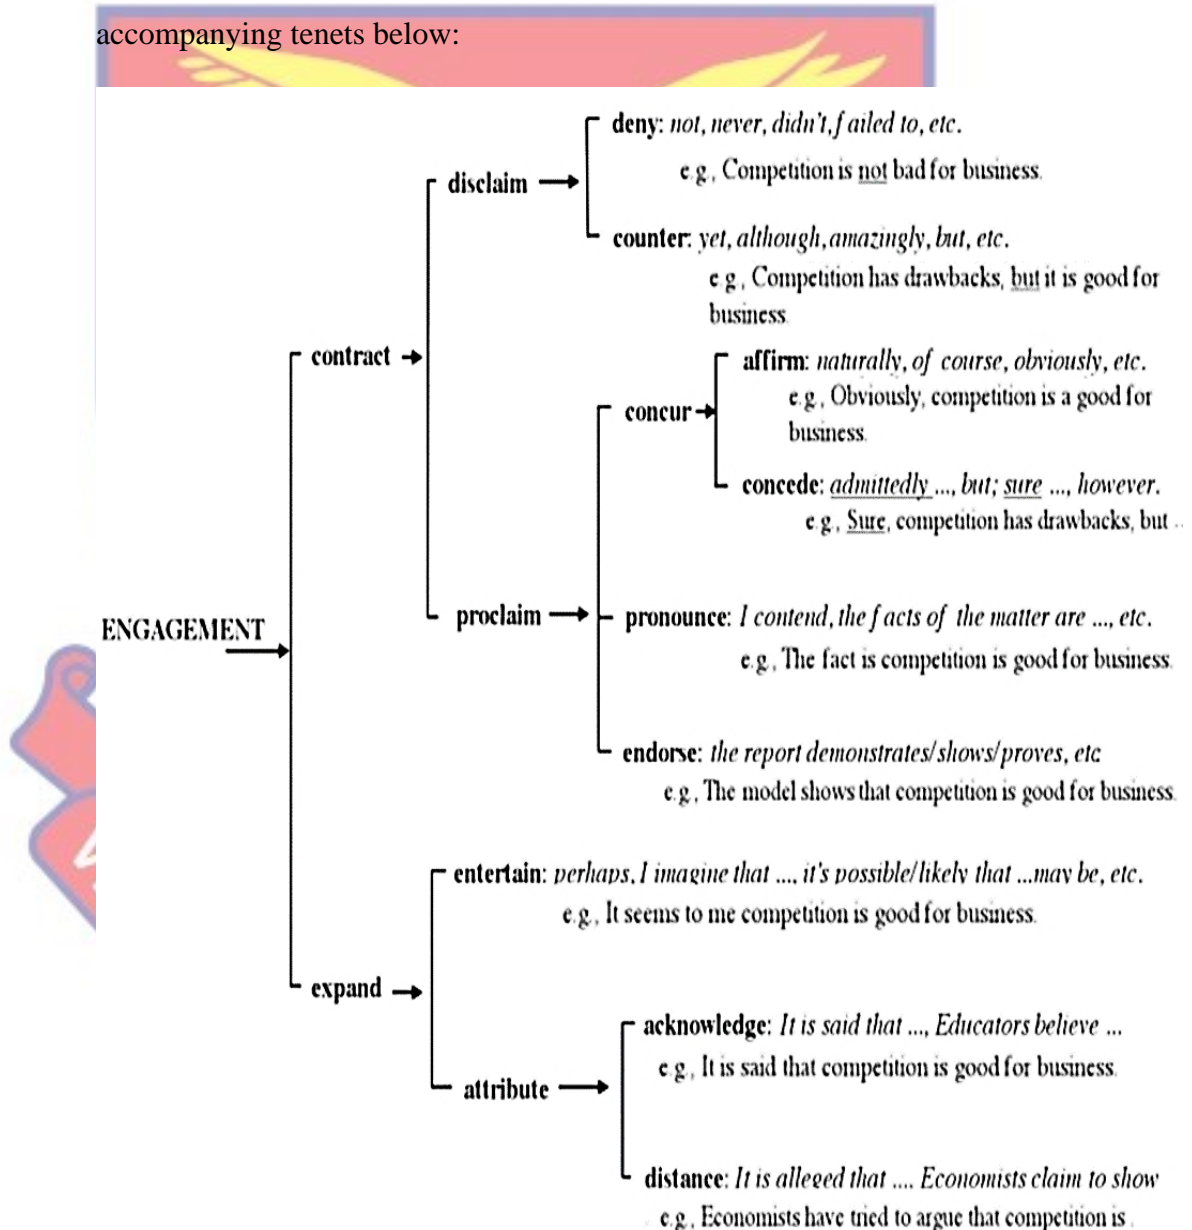 accompanying tenets below:
deny: not, never, didn't, failed to, etc.
e.g., Competition is not bad for business.
disclaim
counter: yet, although, amazingly, but, etc.
e.g., Competition has drawbacks, but it is good for
business.
contract
affirm: naturally, of course, obviously, etc.
e.g., Obviously, competition is a good for
business.
concur
concede: admittedly ..., but; sure ..., however.
e.g., Sure, competition has drawbacks, but ..
proclaim
pronounce: I contend, the facts of the matter are ..., etc.
e.g., The fact is competition is good for business.
ENGAGEMENT
endorse: the report demonstrates/shows/proves, etc
e.g., The model shows that competition is good for business.
entertain: perhaps, I imagine that ..., it's possible/likely that ...may be, etc.
e.g., It seems to me competition is good for business.
expand
acknowledge: It is said that ..., Educators believe ...
e.g., It is said that competition is good for business.
attribute
distance: It is alleged that .... Economists claim to show
e.g., Economists have tried to argue that competition is